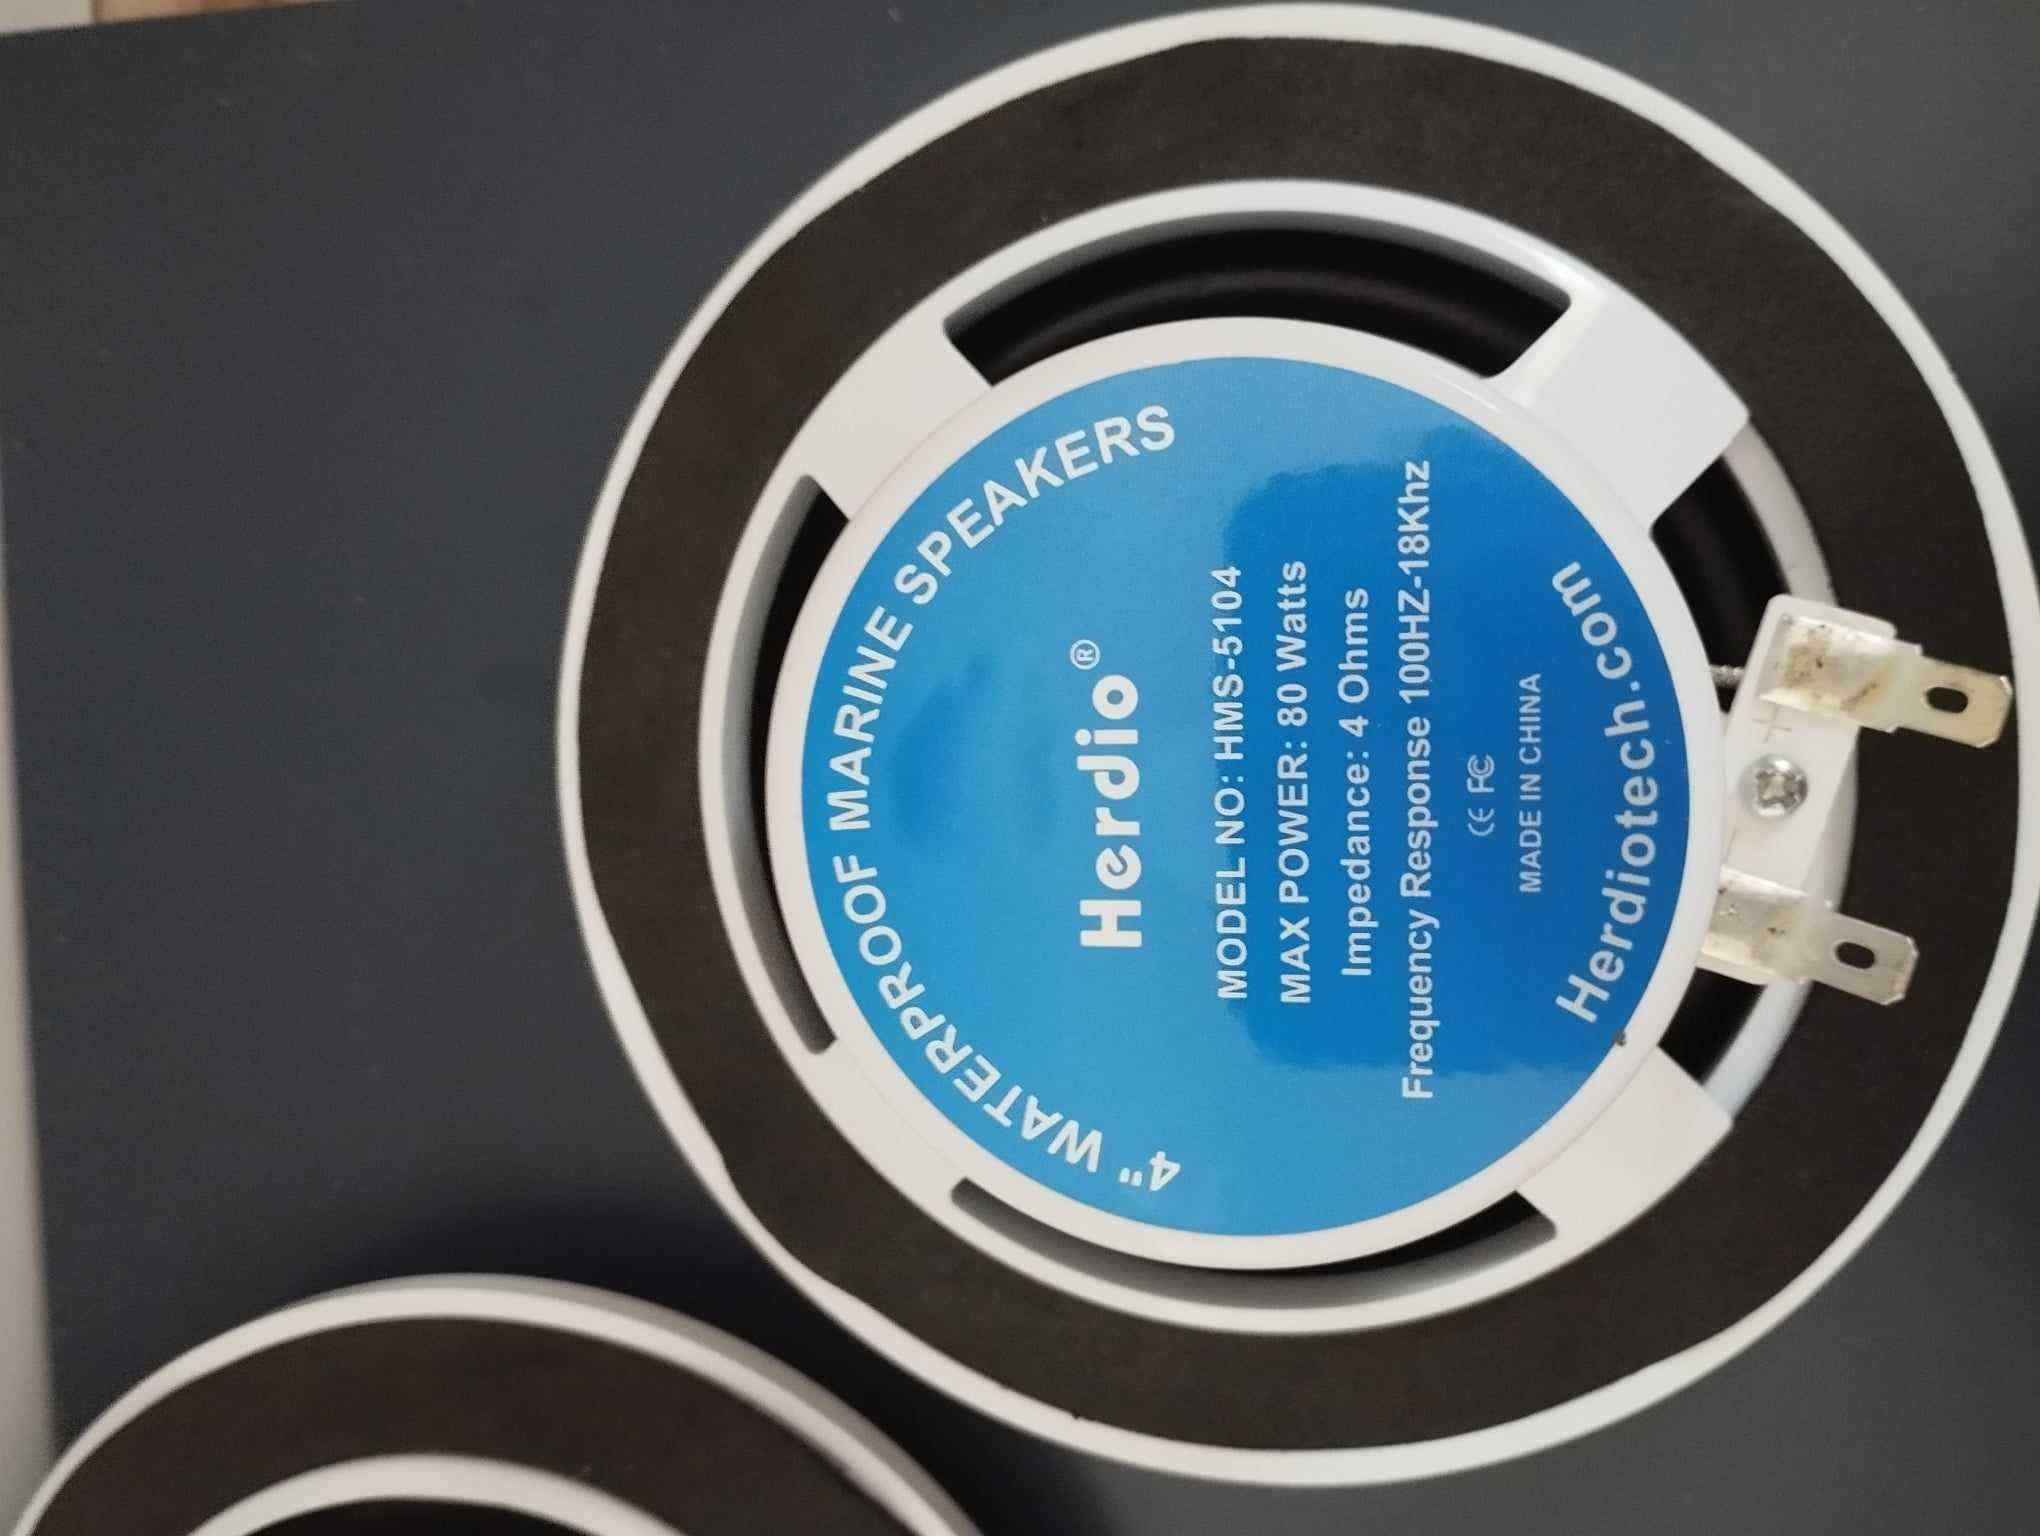 4" WATERPROOF MARINE SPEAKERS
Herdio®
MODEL NO: HMS-5104
MAX POWER: 80 Watts
Impedance: 4 Ohms
Frequency Response 100HZ-18Khz
CE FC
MADE IN CHINA
Herdiotech.com
+
-